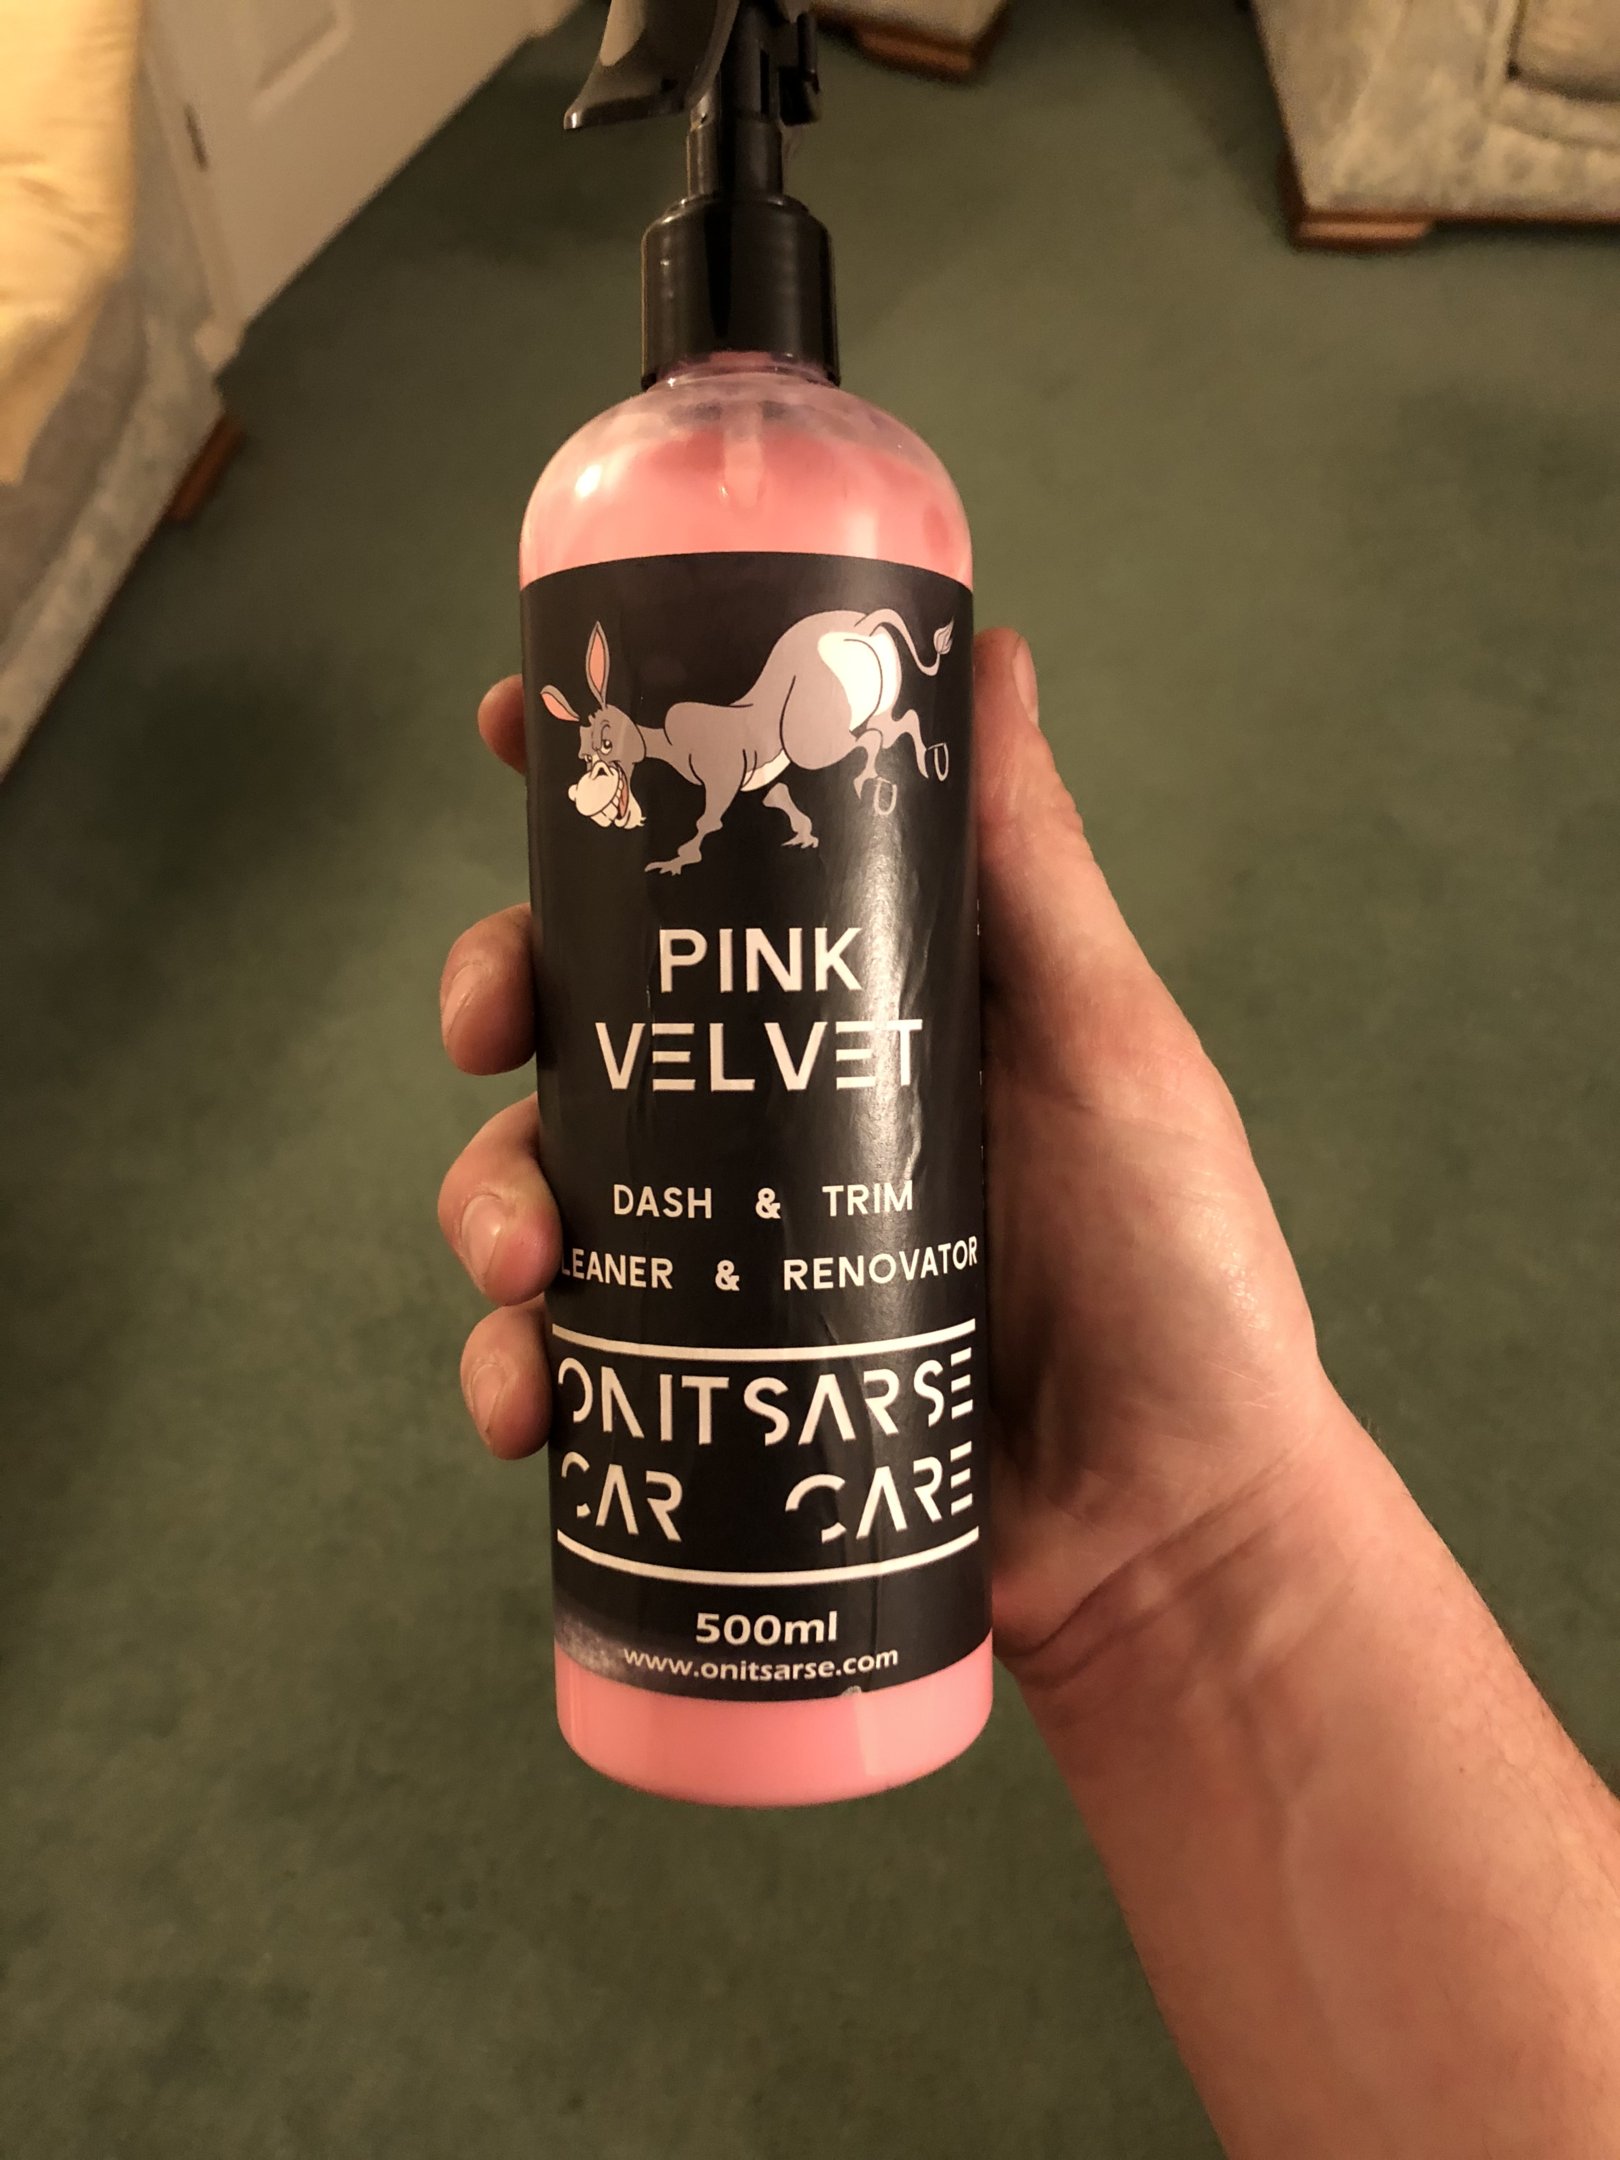 PINK
VELVET
DASH & TRIM
LEANER & RENOVATOR
ONITSARSE
CAR CARE
500ml
www.onitsarse.com